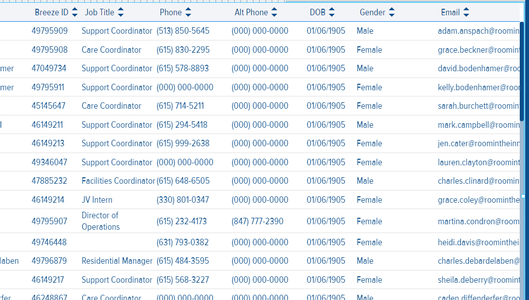 Breeze ID Job Title Phone Alt Phone DOB Gender Email
49795909 Support Coordinator (513) 850-5645 (000) 000-0000 01/06/1905 Male adam.anspach@roomin
49795908 Care Coordinator (615) 830-2295 (000) 000-0000 01/06/1905 Female grace.beckner@roomin
mer 47049734 Support Coordinator (615) 578-8893 (000) 000-0000 01/06/1905 Male david.bodenhamer@roo
mer 49795911 Support Coordinator (000) 000-0000 (000) 000-0000 01/06/1905 Female kelly.bodenhamer@roo
45145647 Care Coordinator (615) 714-5211 (000) 000-0000 01/06/1905 Female sarah.burchett@roomin
46149211 Support Coordinator (615) 294-5418 (000) 000-0000 01/06/1905 Male mark.campbell@roomin
46149213 Support Coordinator (615) 999-2638 (000) 000-0000 01/06/1905 Female jen.cater@roomintheinn
49346047 Support Coordinator (000) 000-0000 (000) 000-0000 01/06/1905 Female lauren.clayton@roomint
47885232 Facilities Coordinator (615) 648-6505 (000) 000-0000 01/06/1905 Male charles.clinard@roomin
46149214 JV Intern (330) 801-0347 (000) 000-0000 01/06/1905 Female grace.coley@roominthe
49795907 Director of Operations (615) 232-4173 (847) 777-2390 01/06/1905 Female martina.condron@room
49746448 (631) 793-0382 (000) 000-0000 01/06/1905 Female heidi.davis@roominthei
laben 49796879 Residential Manager (615) 484-3595 (000) 000-0000 01/06/1905 Male charles.debardelaben@
46149217 Support Coordinator (615) 568-3227 (000) 000-0000 01/06/1905 Female sheila.deberry@roomint
fer 46748867 Care Coordinator (000) 000-0000 (000) 000-0000 01/06/1905 Female caden.diffenderfer@roo